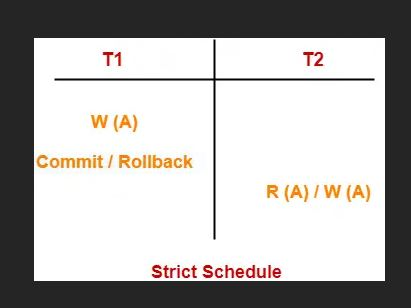 T1 T2
W (A)
Commit / Rollback
R (A) / W (A)
Strict Schedule